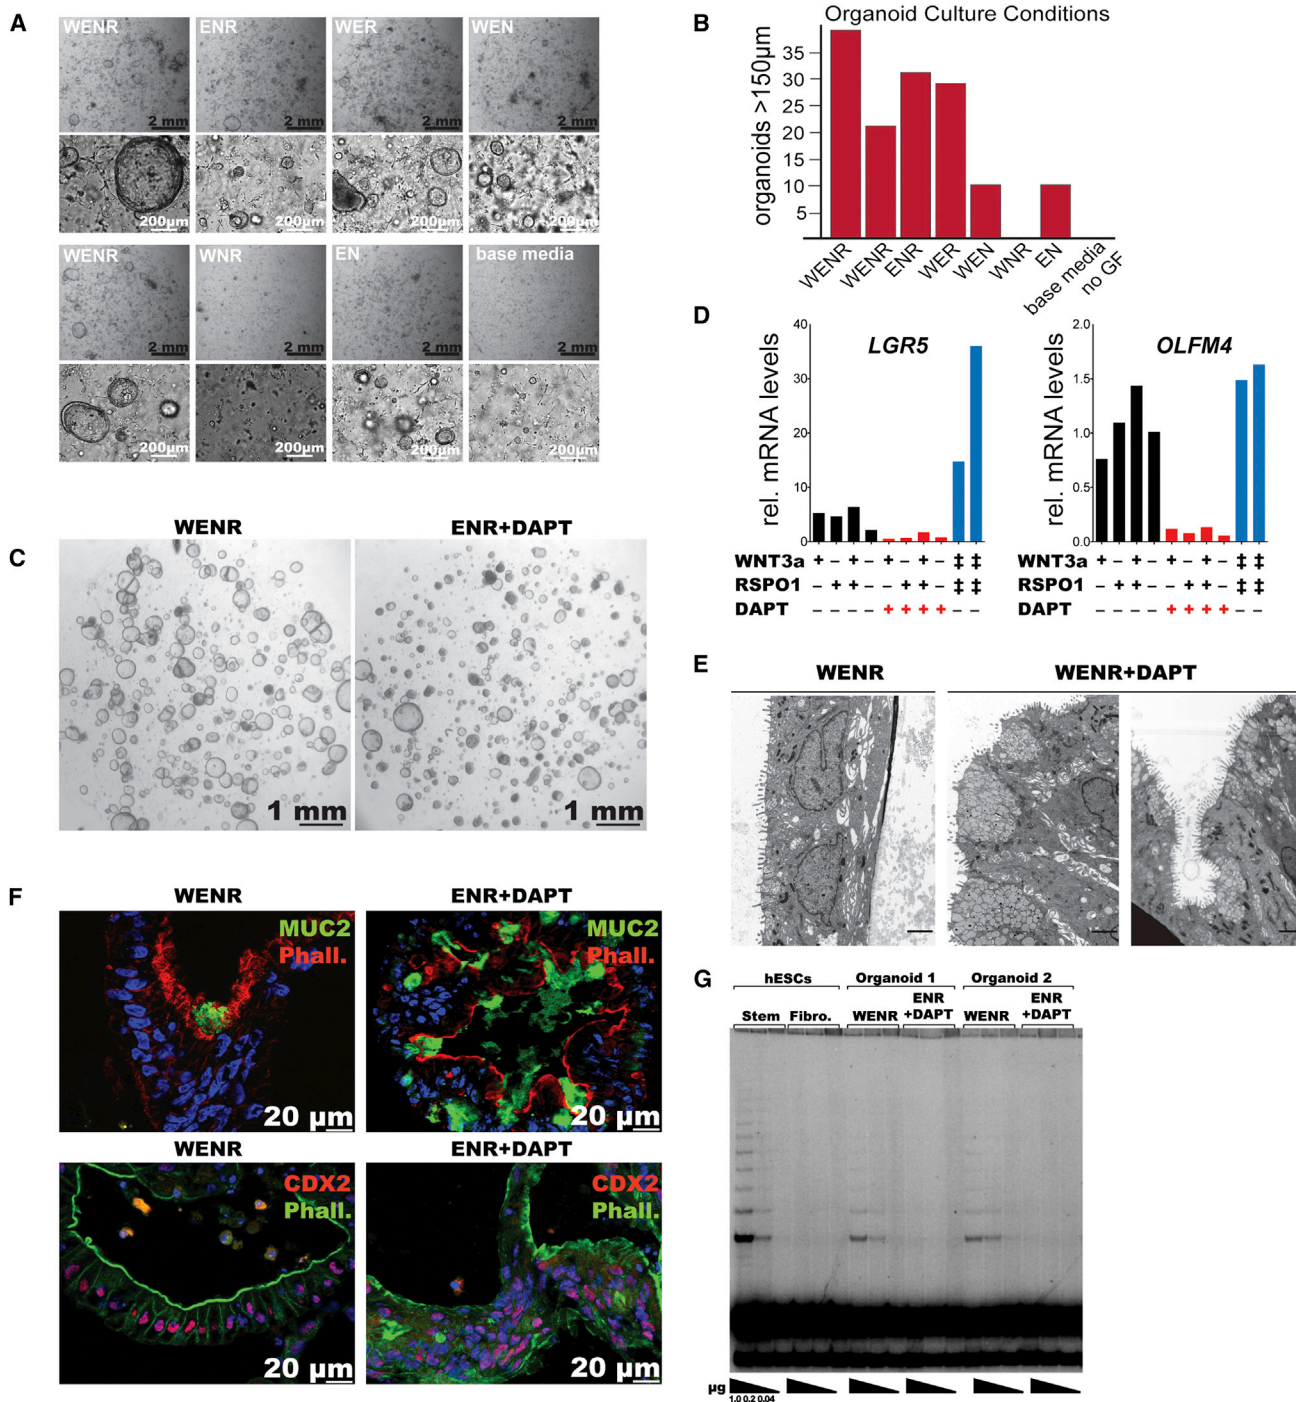 A
WENR ENR WER WEN
2 mm 2 mm 2 mm 2 mm
200µm 200µm 200µm 200µm
WENR WNR EN base media
2 mm 2 mm 2 mm 2 mm
200µm 200µm 200µm 200µm
B
Organoid Culture Conditions
organoids >150µm
35
30
25
20
15
10
5
WENR WENR ENR WER WEN WNR EN base media no GF
C
WENR ENR+DAPT
1 mm 1 mm
D
LGR5
rel. mRNA levels
40
30
20
10
0
WNT3a + – + – + – + – ‡ ‡
RSPO1 – + + – – + + – ‡ ‡
DAPT – – – – + + + + – –
OLFM4
rel. mRNA levels
2.0
1.5
1.0
0.5
0.0
WNT3a + – + – + – + – ‡ ‡
RSPO1 – + + – – + + – ‡ ‡
DAPT – – – – + + + + – –
E
WENR WENR+DAPT
F
WENR ENR+DAPT
MUC2 MUC2
Phall. Phall.
20 µm 20 µm
WENR ENR+DAPT
CDX2 CDX2
Phall. Phall.
20 µm 20 µm
G
hESCs Organoid 1 Organoid 2
Stem Fibro. WENR ENR +DAPT WENR ENR +DAPT
µg
1.0 0.2 0.04